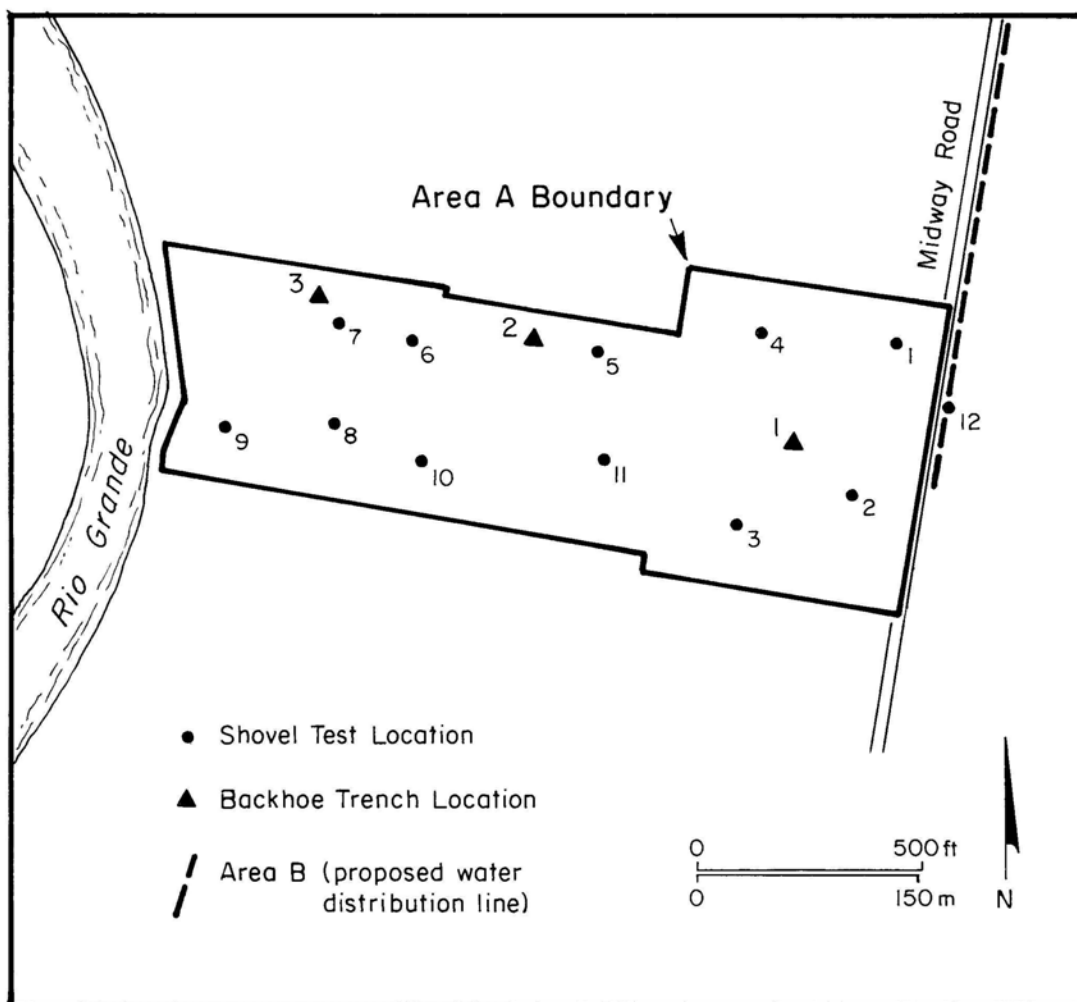 Midway Road
Area A Boundary
3
7
6
2
5
4
1
12
1
9
8
10
11
2
3
Rio Grande
Shovel Test Location
Backhoe Trench Location
Area B (proposed water
distribution line)
0 500 ft
0 150 m
N